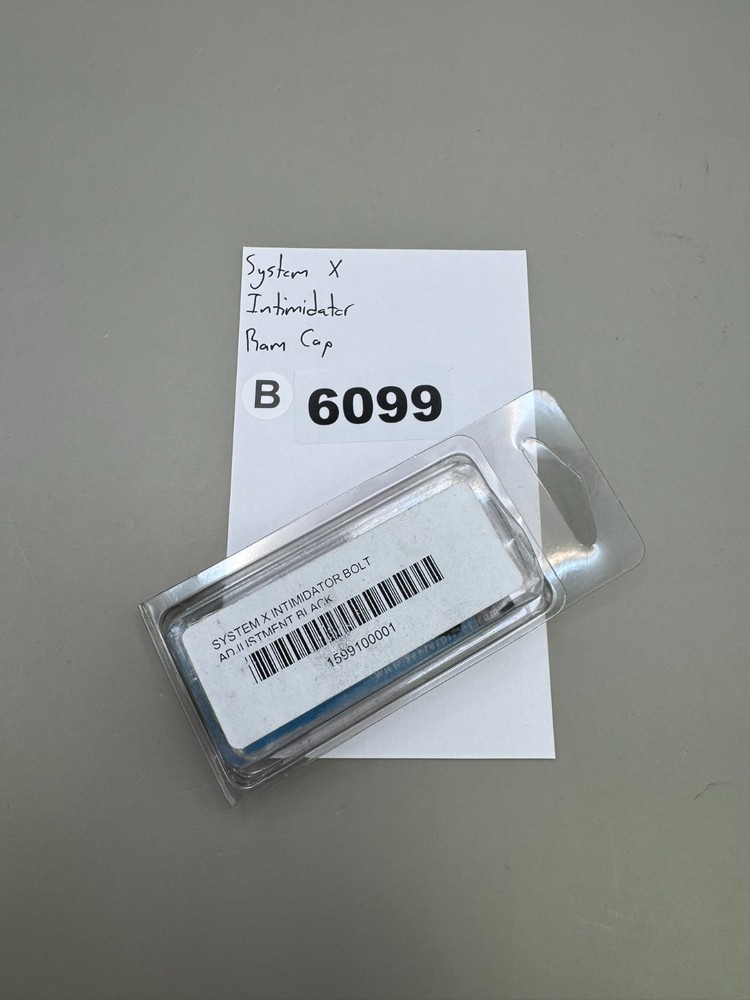 System X
Intimidator
Ram Cap
B 6099
SYSTEM X INTIMIDATOR BOLT
ADJUSTMENT BLACK
1599100001